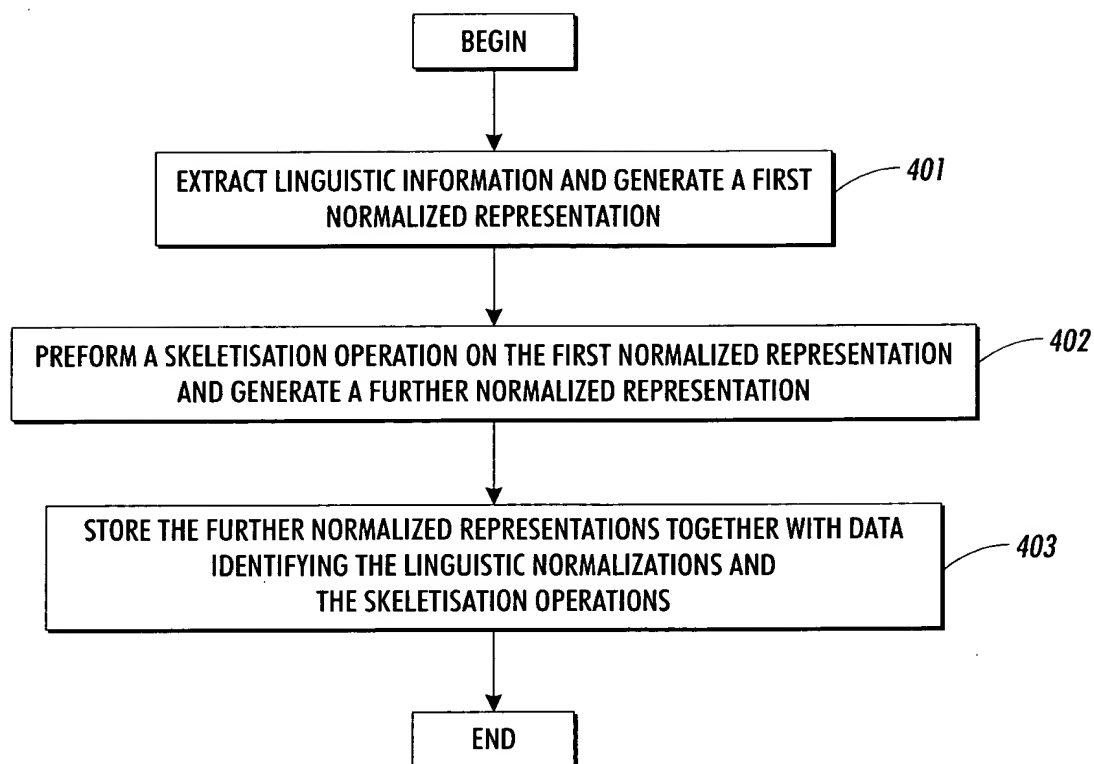 BEGIN
EXTRACT LINGUISTIC INFORMATION AND GENERATE A FIRST
NORMALIZED REPRESENTATION
401
PREFORM A SKELETISATION OPERATION ON THE FIRST NORMALIZED REPRESENTATION
AND GENERATE A FURTHER NORMALIZED REPRESENTATION
402
STORE THE FURTHER NORMALIZED REPRESENTATIONS TOGETHER WITH DATA
IDENTIFYING THE LINGUISTIC NORMALIZATIONS AND
THE SKELETISATION OPERATIONS
403
END